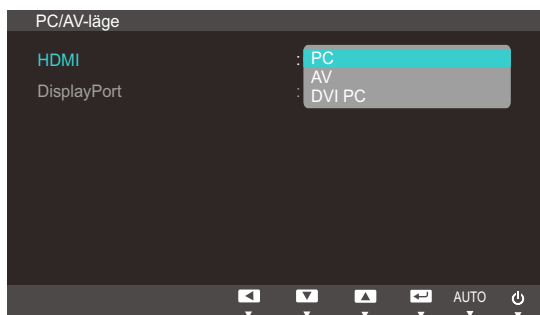 PC/AV-läge
HDMI : PC
AV
DisplayPort : DVI PC
AUTO